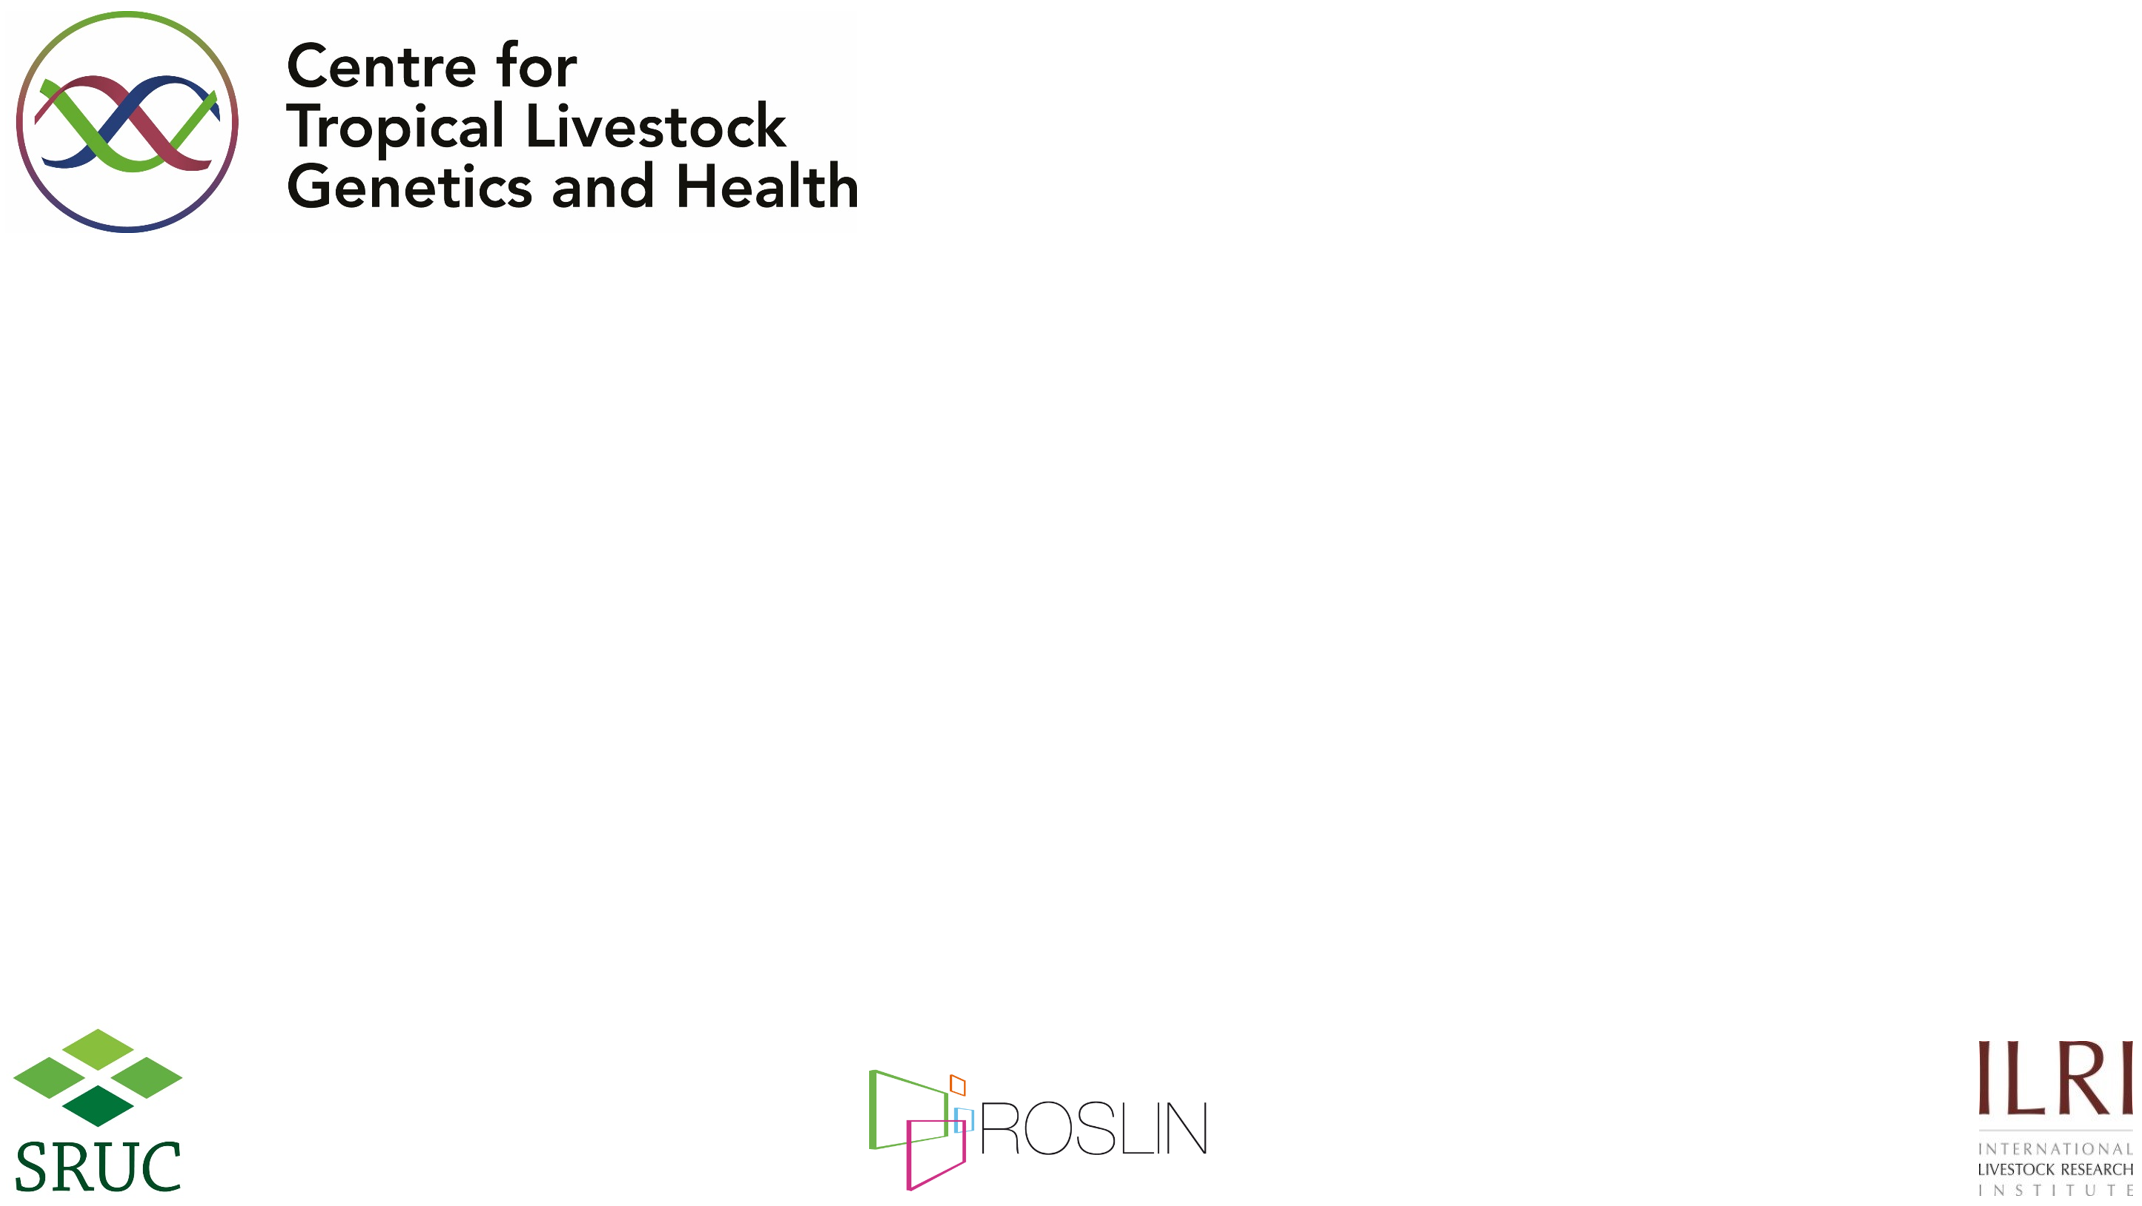 Centre for
Tropical Livestock
Genetics and Health
SRUC
ROSLIN
ILRI
INTERNATIONAL
LIVESTOCK RESEARCH
INSTITUTE